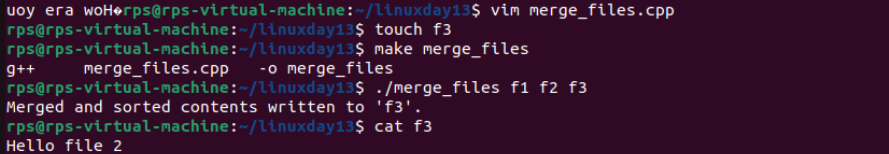 uoy era woH�rps@rps-virtual-machine:~/linuxday13$ vim merge_files.cpp
rps@rps-virtual-machine:~/linuxday13$ touch f3
rps@rps-virtual-machine:~/linuxday13$ make merge_files
g++     merge_files.cpp   -o merge_files
rps@rps-virtual-machine:~/linuxday13$ ./merge_files f1 f2 f3
Merged and sorted contents written to 'f3'.
rps@rps-virtual-machine:~/linuxday13$ cat f3
Hello file 2